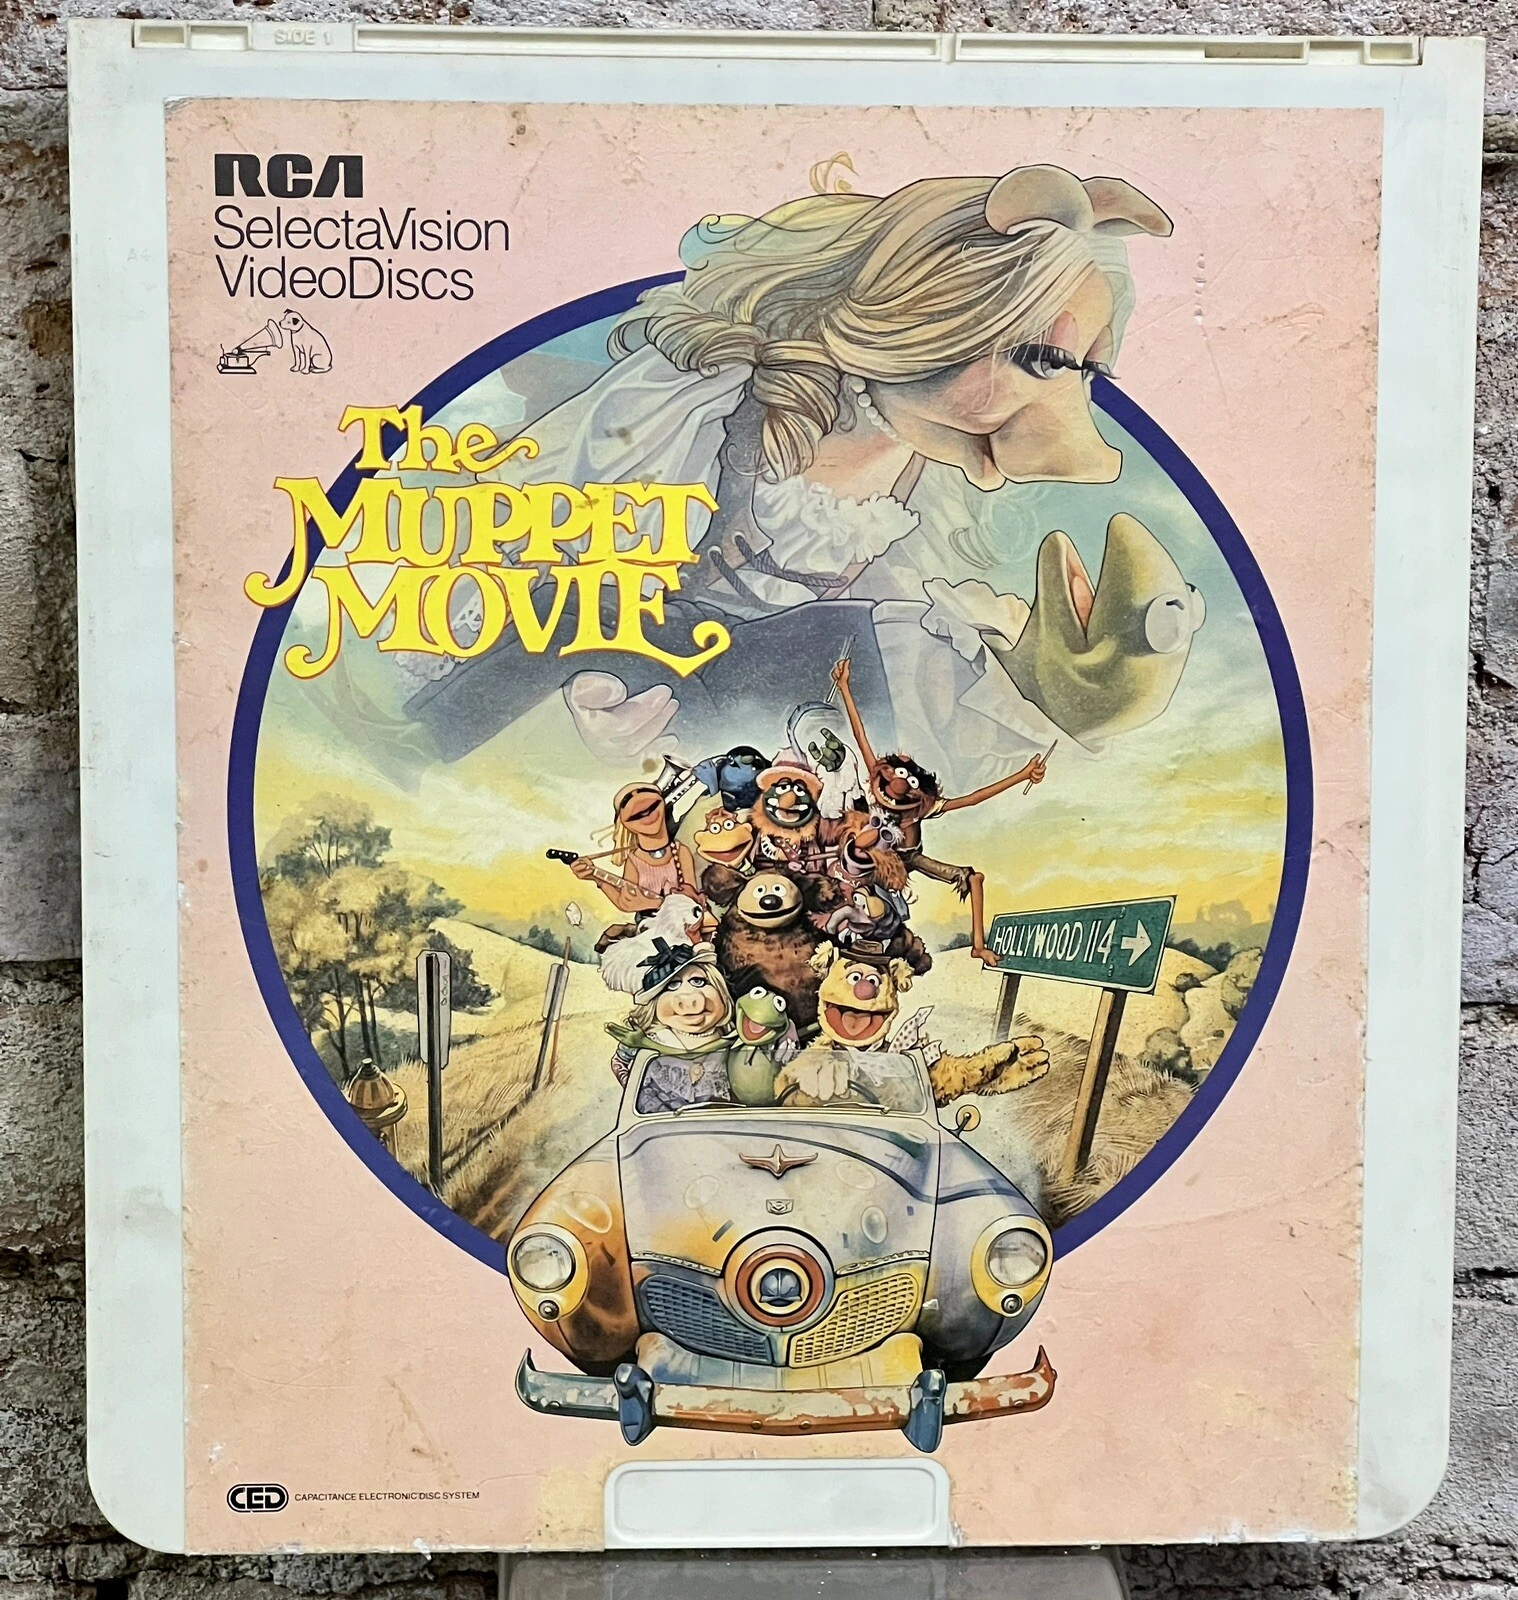 SIDE 1
RCA
SelectaVision
VideoDiscs
The
MUPPET
MOVIE
HOLLYWOOD 114 →
CED CAPACITANCE ELECTRONIC DISC SYSTEM